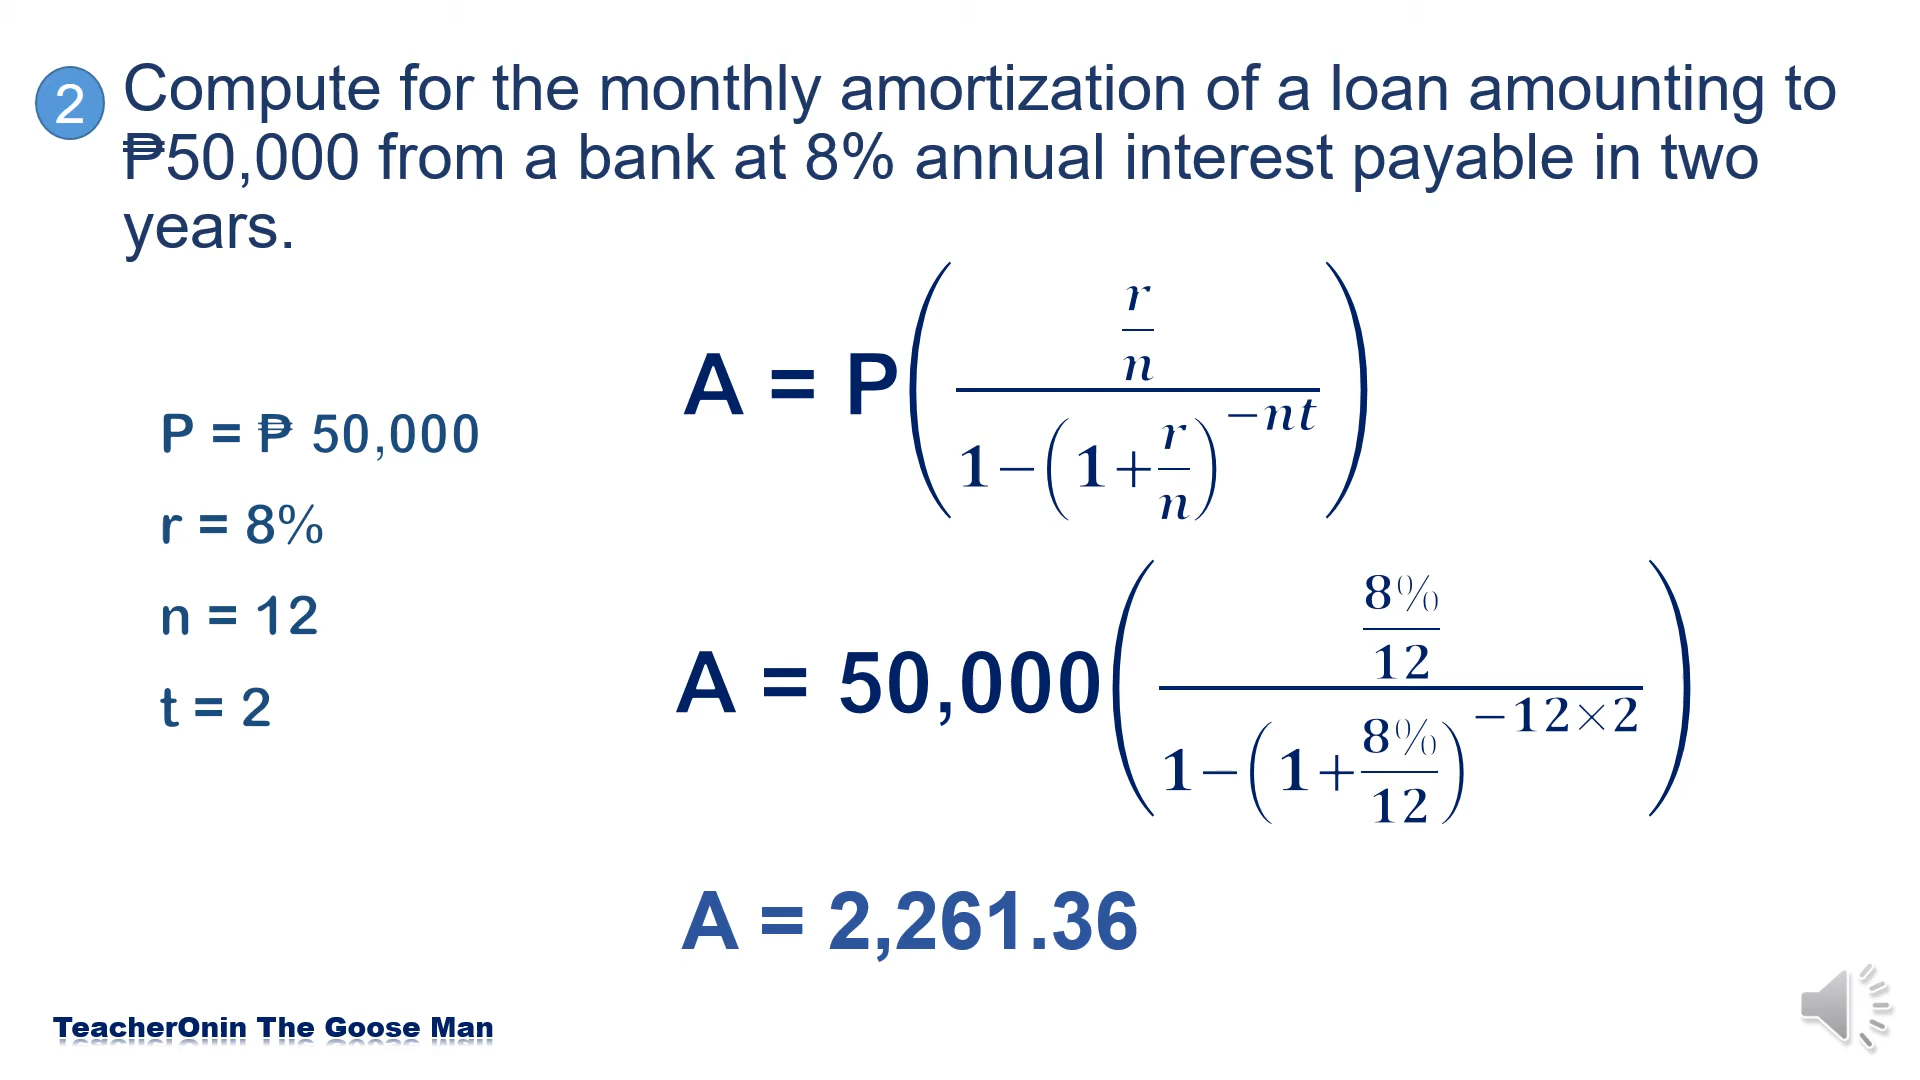 2 Compute for the monthly amortization of a loan amounting to
₱50,000 from a bank at 8% annual interest payable in two
years.
A = P( (r/n) / (1−(1+r/n)^−nt) )
P = ₱ 50,000
r = 8%
n = 12
t = 2
A = 50,000( (8%/12) / (1−(1+8%/12)^−12×2) )
A = 2,261.36
TeacherOnin The Goose Man